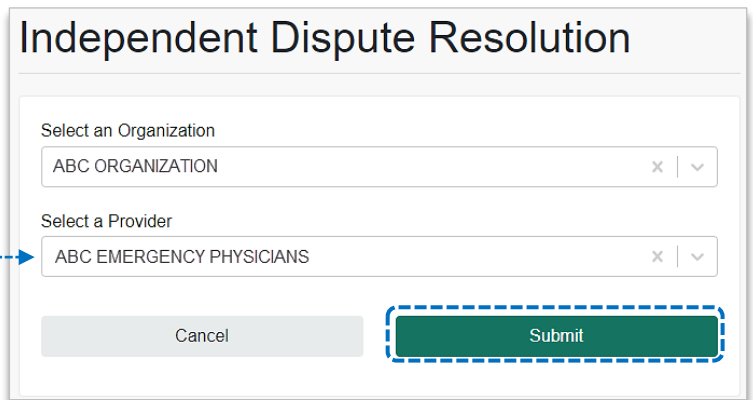 Independent Dispute Resolution
Select an Organization
ABC ORGANIZATION
Select a Provider
ABC EMERGENCY PHYSICIANS
Cancel
Submit